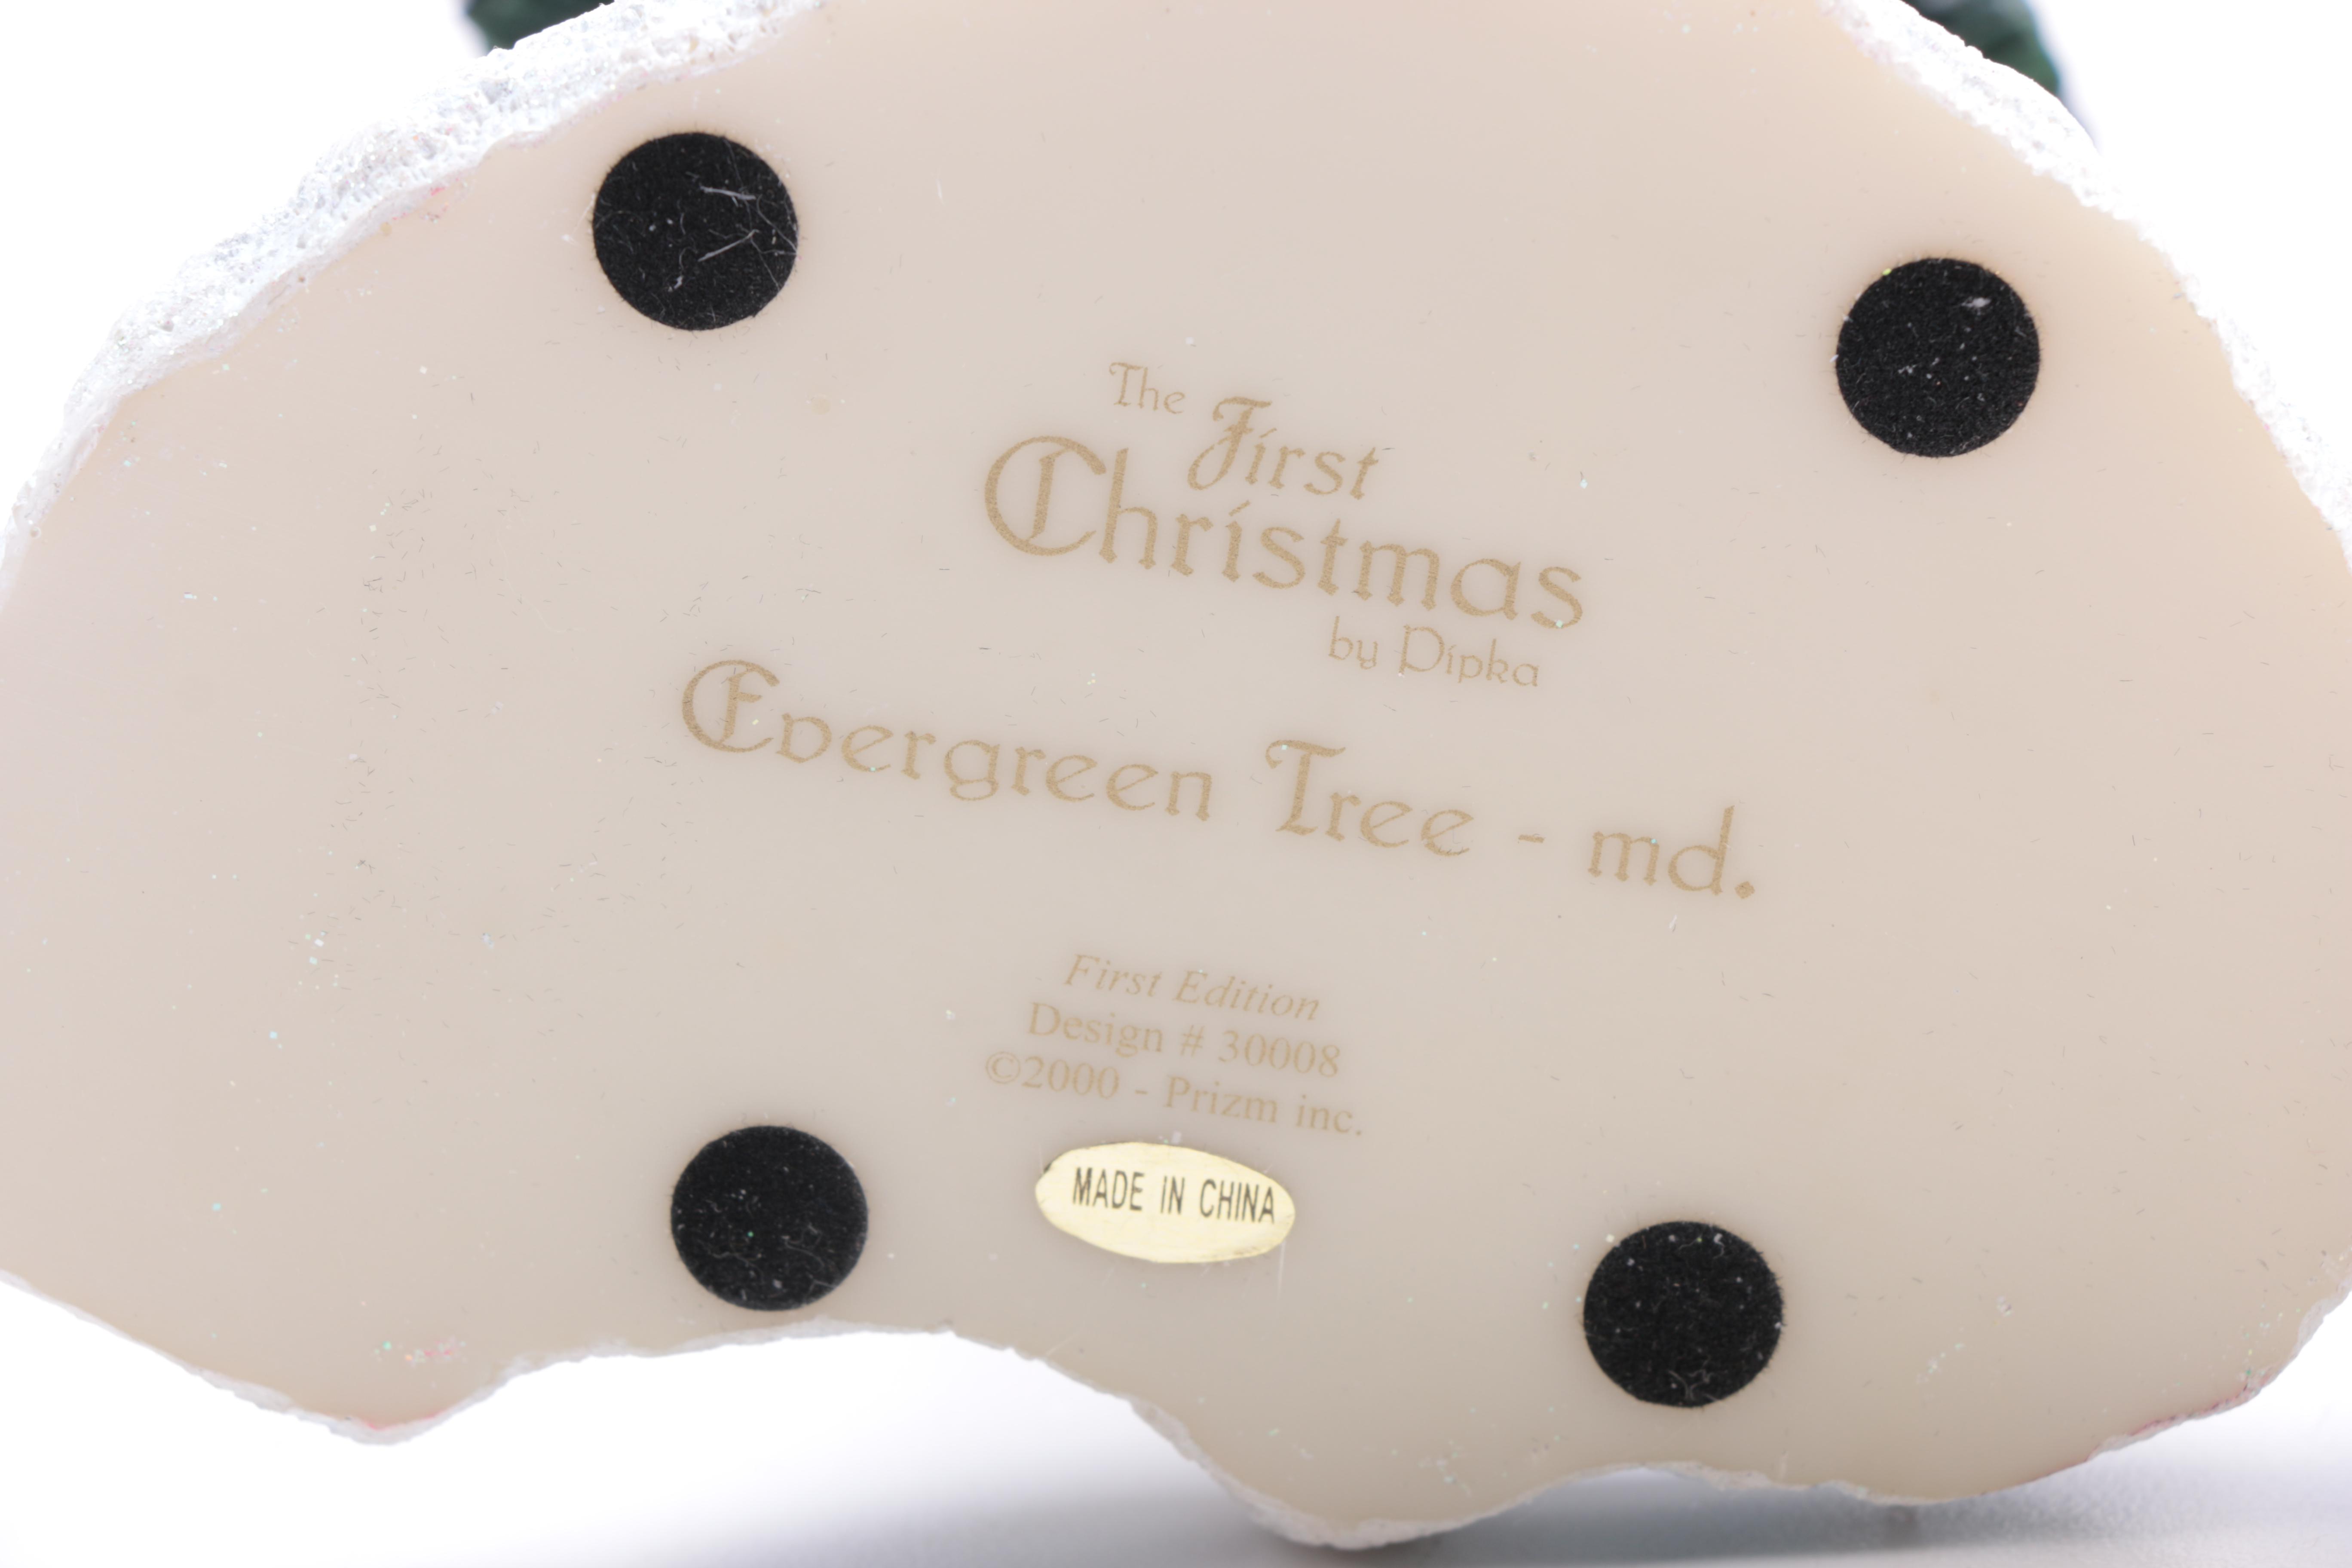 The First
Christmas
by Pipka
Evergreen Tree - md.
First Edition
Design # 30008
©2000 - Prizm inc.
MADE IN CHINA